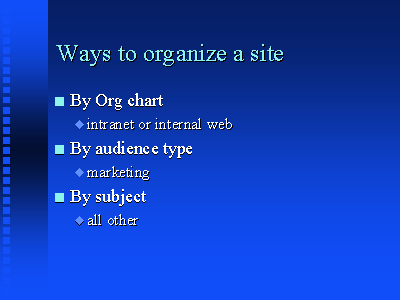 Ways to organize a site
By Org chart
intranet or internal web
By audience type
marketing
By subject
all other